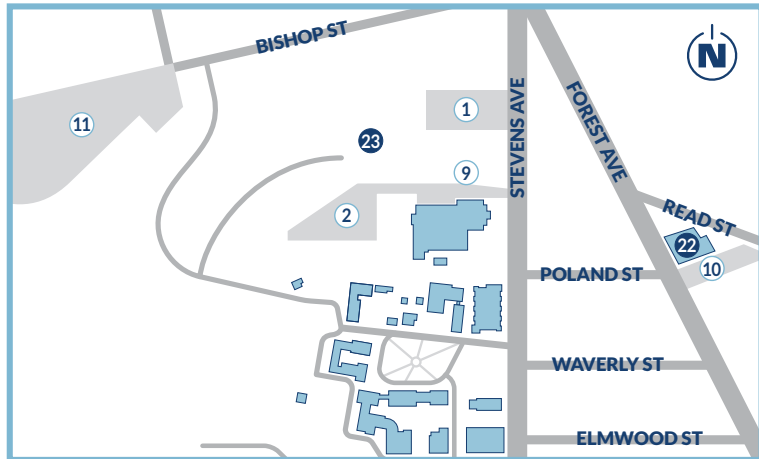 BISHOP ST
N
STEVENS AVE
FOREST AVE
1
11
23
9
READ ST
2
22
10
POLAND ST
WAVERLY ST
ELMWOOD ST